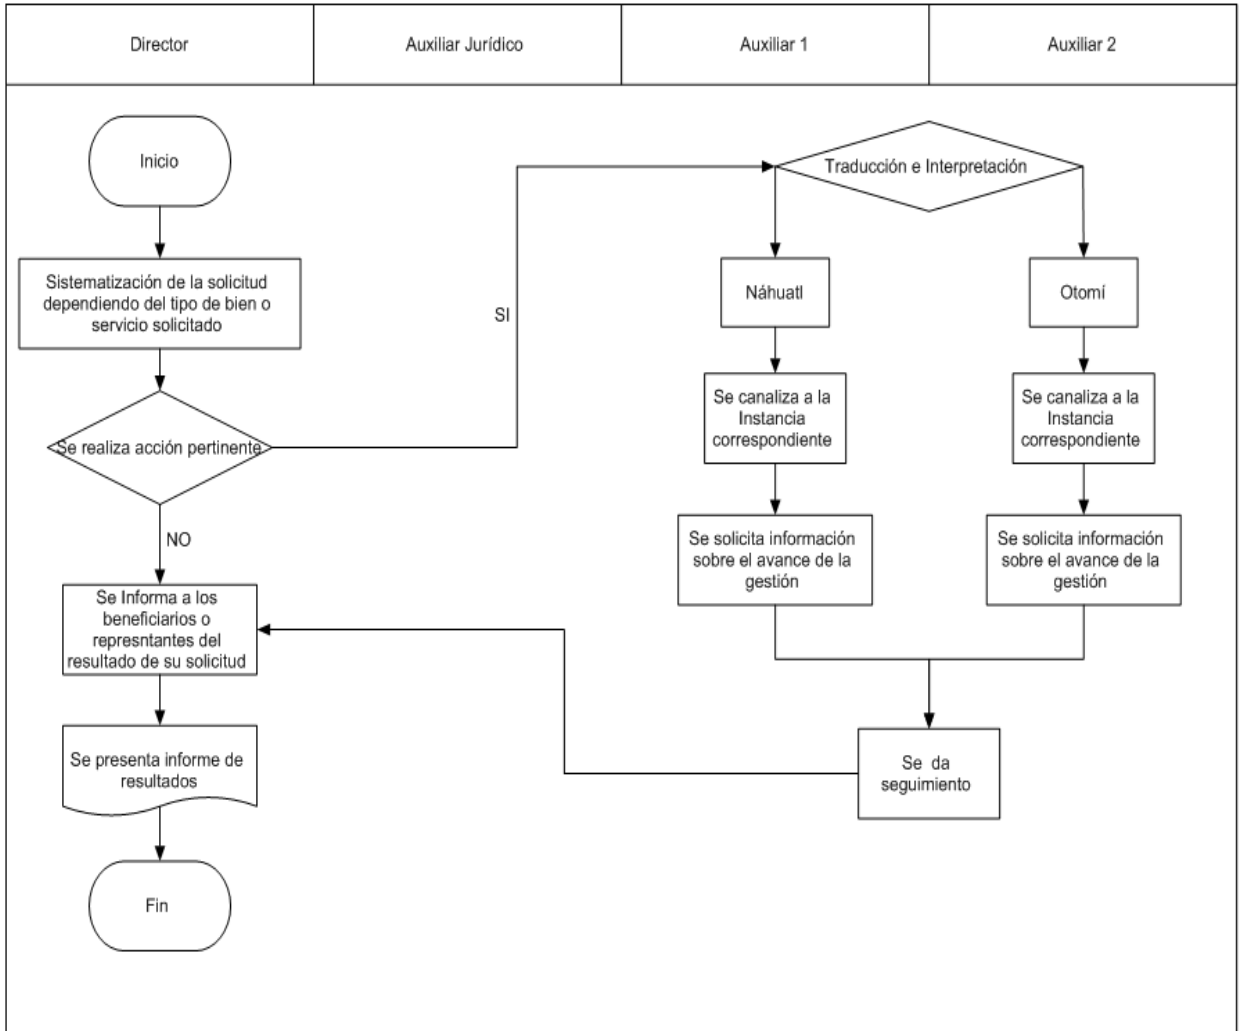 Director
Auxiliar Jurídico
Auxiliar 1
Auxiliar 2
Inicio
Sistematización de la solicitud
dependiendo del tipo de bien o
servicio solicitado
Se realiza acción pertinente
SI
NO
Se Informa a los
beneficiarios o
represntantes del
resultado de su solicitud
Se presenta informe de
resultados
Fin
Traducción e Interpretación
Náhuatl
Se canaliza a la
Instancia
correspondiente
Se solicita información
sobre el avance de la
gestión
Otomí
Se canaliza a la
Instancia
correspondiente
Se solicita información
sobre el avance de la
gestión
Se da
seguimiento